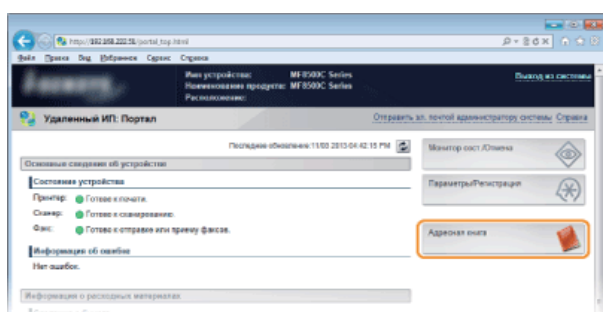 http://192.168.222.51/portal_top.html
Файл Правка Вид Избранное Сервис Справка
Имя устройства: MF8500C Series
Наименование продукта: MF8500C Series
Расположение:
Выход из системы
Удаленный ИП: Портал
Отправить эл. почтой администратору системы Справка
Последнее обновление: 11/03 2013 04:42:15 PM
Основные сведения об устройстве
Состояние устройства
Принтер: Готово к печати.
Сканер: Готово к сканированию.
Факс: Готово к отправке или приему факсов.
Информация об ошибке
Нет ошибок.
Информация о расходных материалах
Монитор сост./Отмена
Параметры/Регистрация
Адресная книга